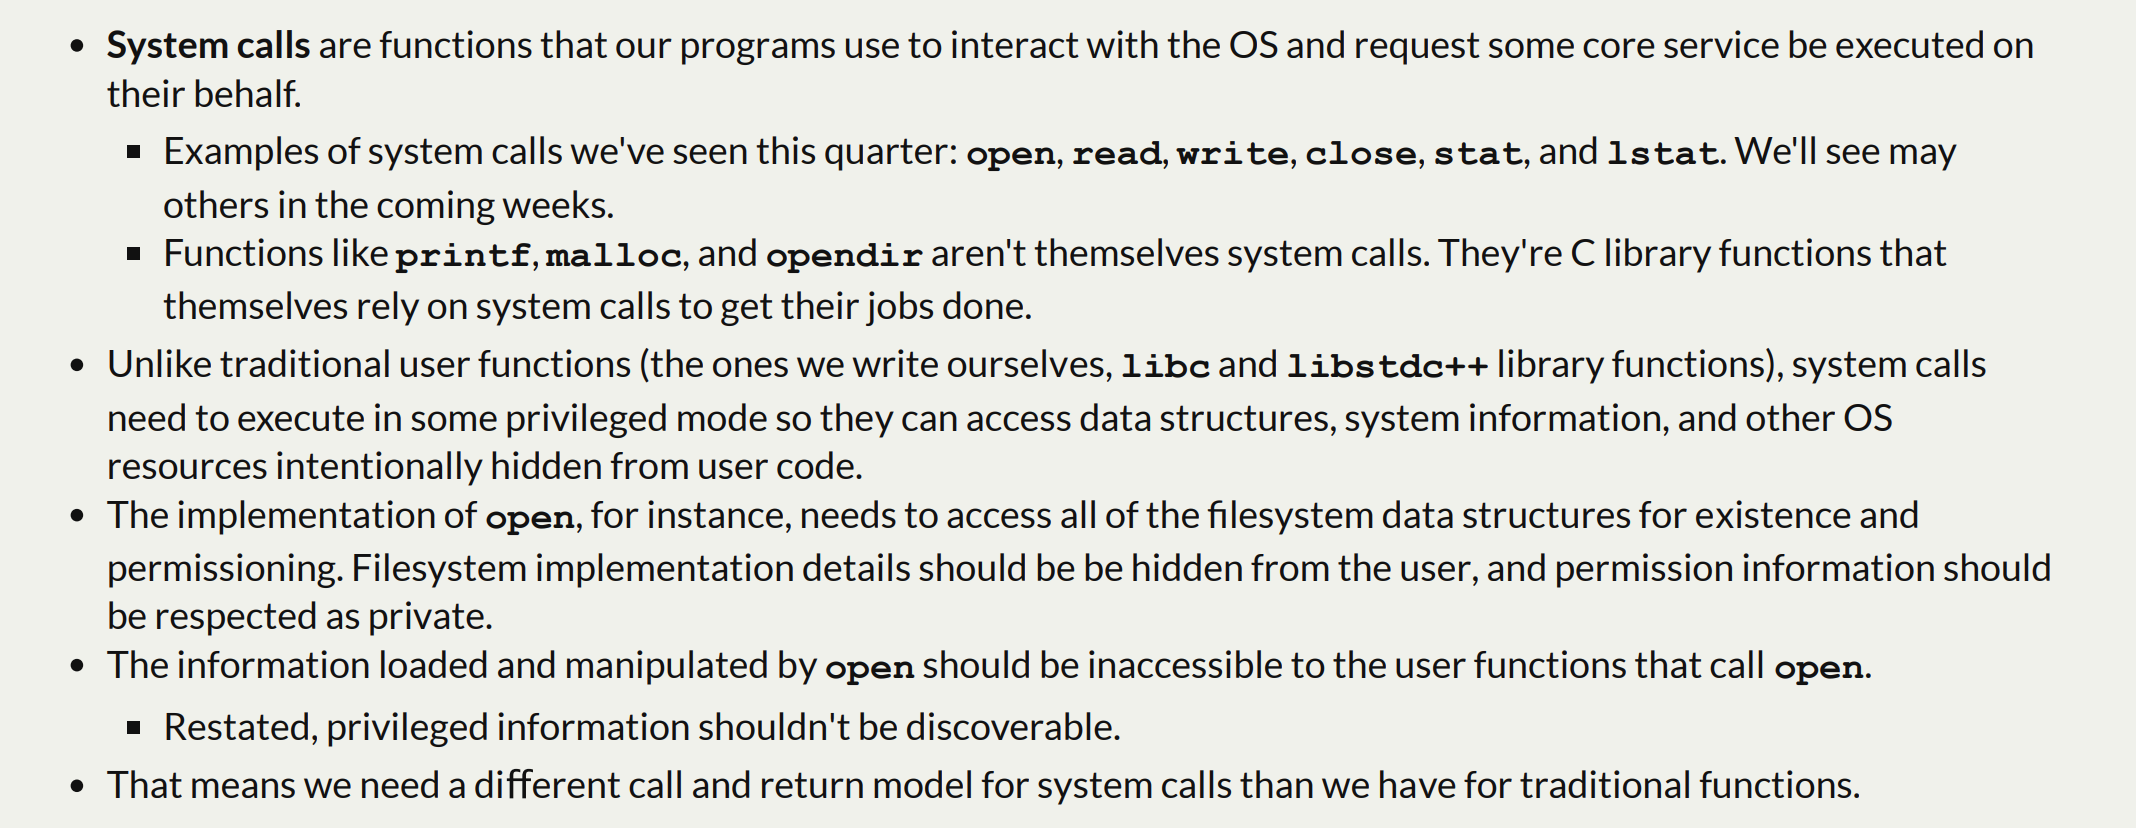 • System calls are functions that our programs use to interact with the OS and request some core service be executed on
their behalf.
▪ Examples of system calls we've seen this quarter: open, read, write, close, stat, and lstat. We'll see may
others in the coming weeks.
▪ Functions like printf, malloc, and opendir aren't themselves system calls. They're C library functions that
themselves rely on system calls to get their jobs done.
• Unlike traditional user functions (the ones we write ourselves, libc and libstdc++ library functions), system calls
need to execute in some privileged mode so they can access data structures, system information, and other OS
resources intentionally hidden from user code.
• The implementation of open, for instance, needs to access all of the filesystem data structures for existence and
permissioning. Filesystem implementation details should be be hidden from the user, and permission information should
be respected as private.
• The information loaded and manipulated by open should be inaccessible to the user functions that call open.
▪ Restated, privileged information shouldn't be discoverable.
• That means we need a different call and return model for system calls than we have for traditional functions.